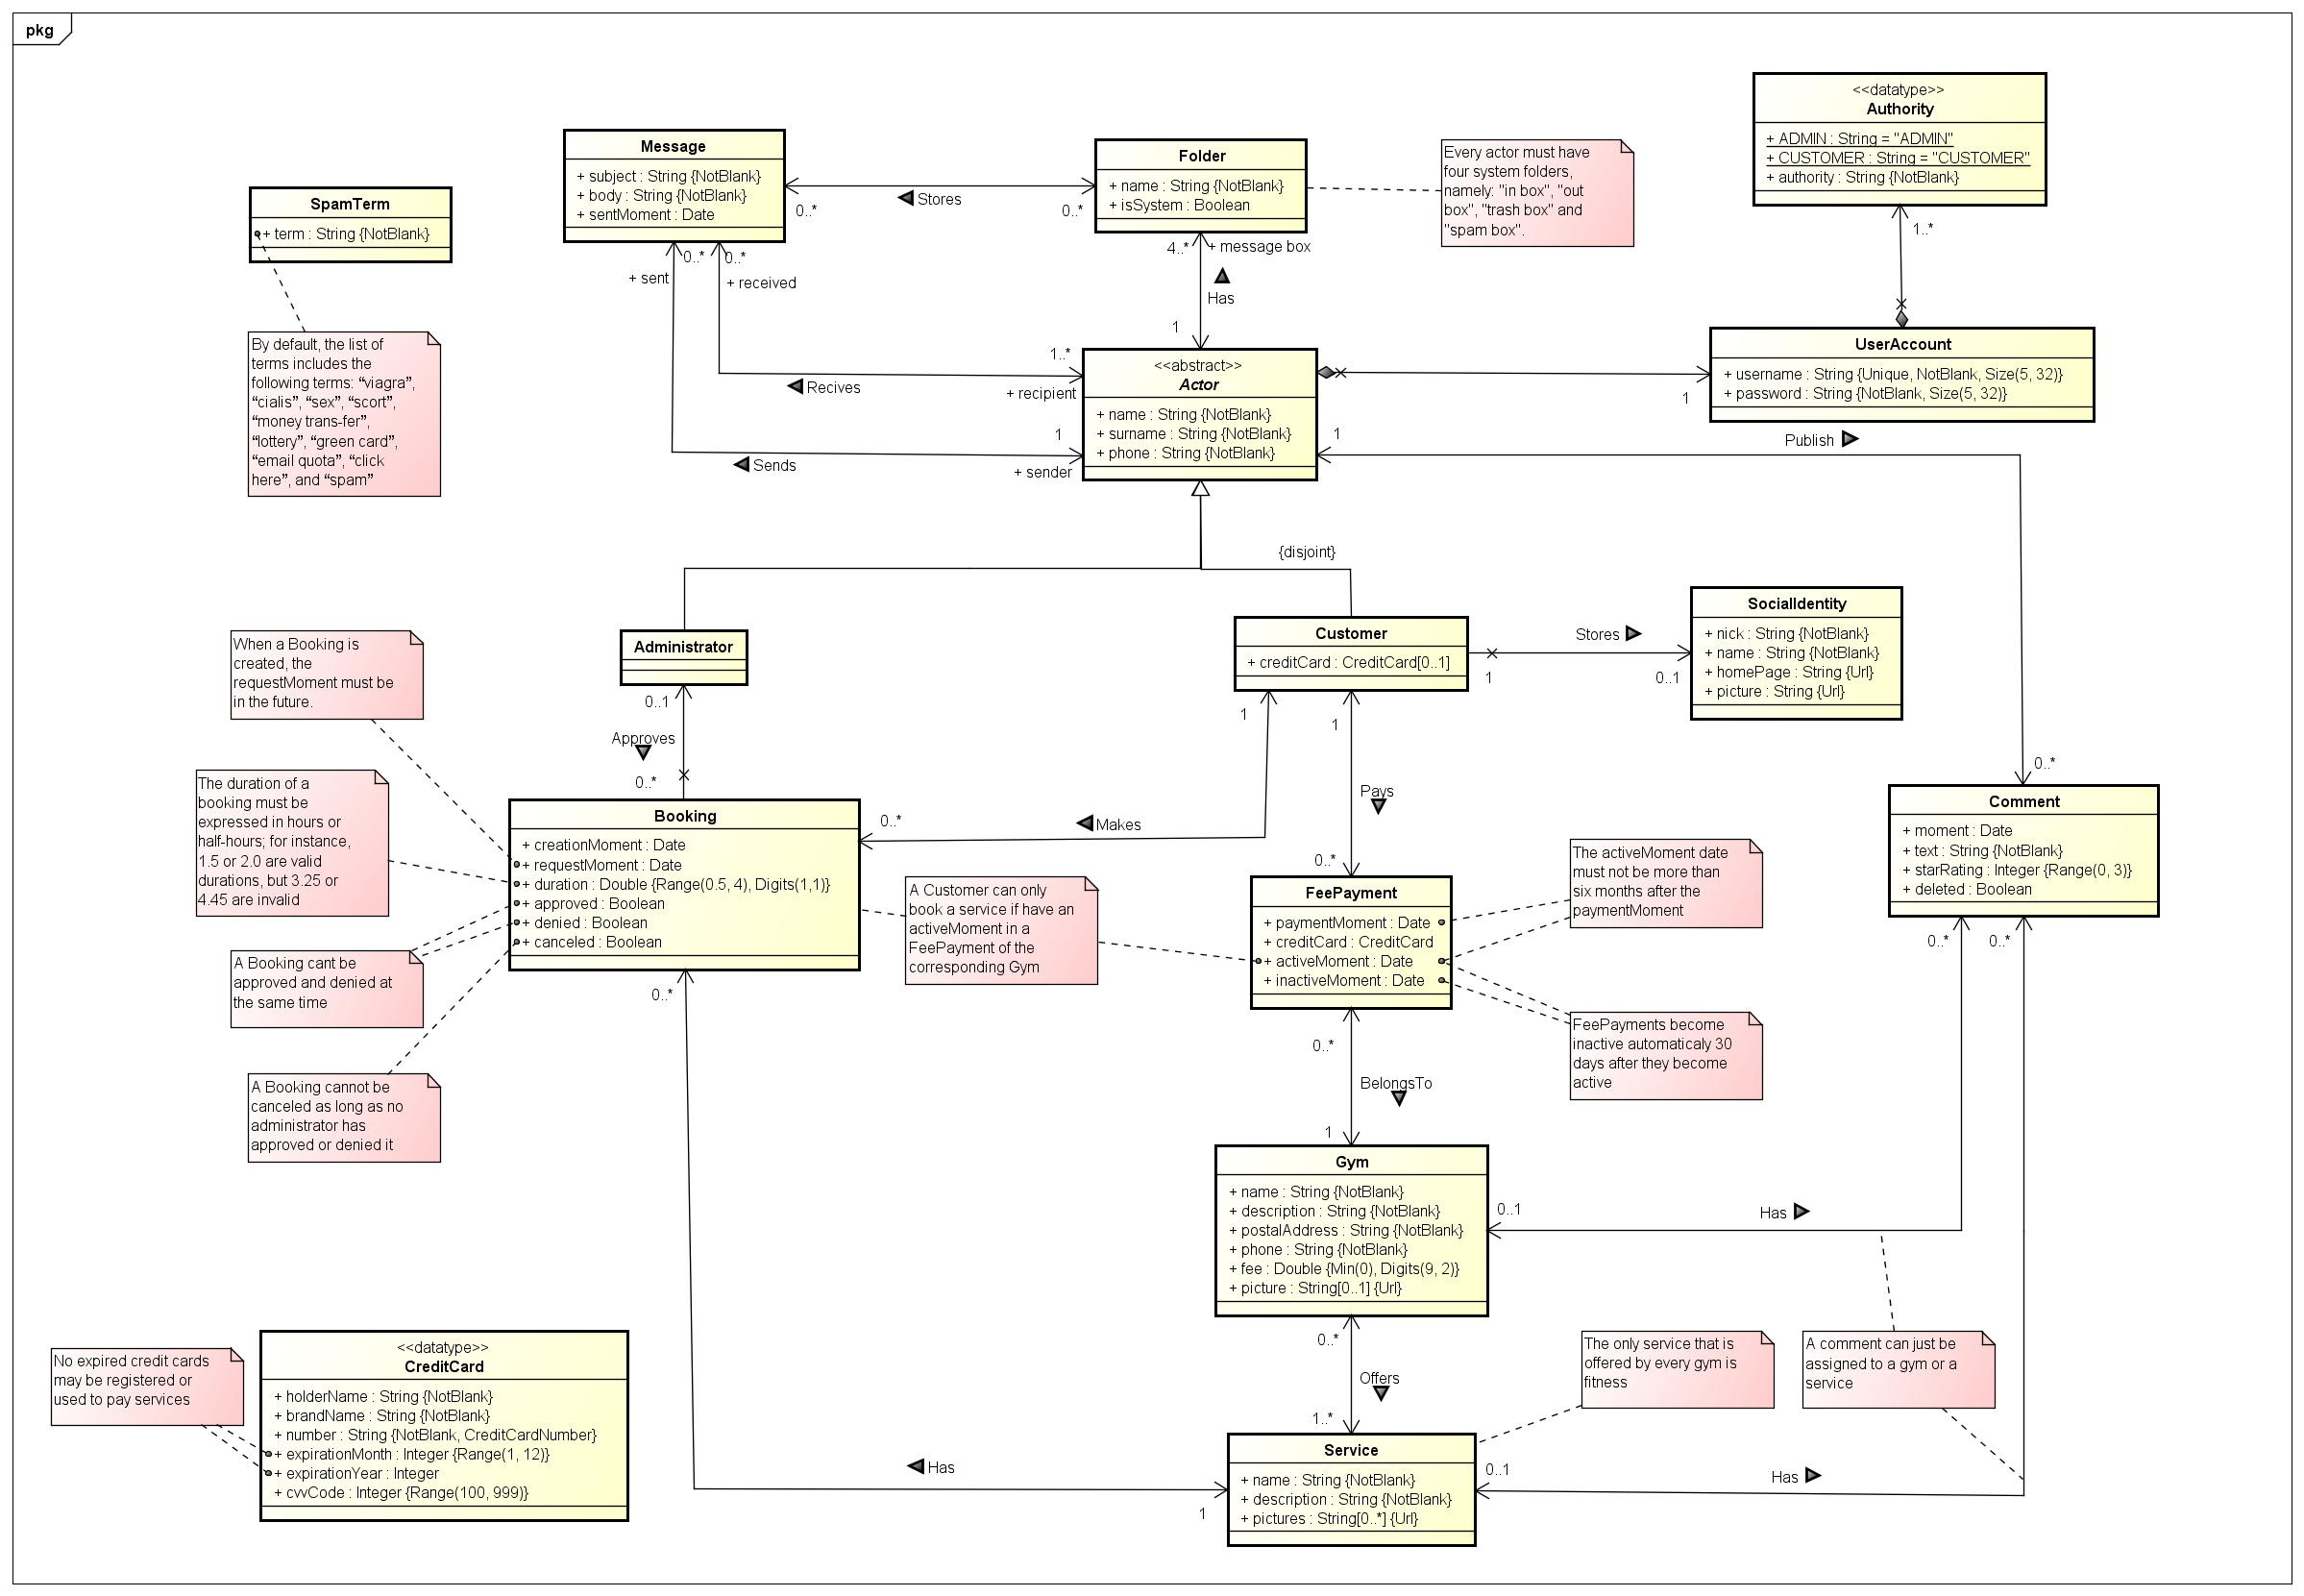 pkg
<<datatype>>
Authority
+ ADMIN : String = "ADMIN"
+ CUSTOMER : String = "CUSTOMER"
+ authority : String {NotBlank}
Message
+ subject : String {NotBlank}
+ body : String {NotBlank}
+ sentMoment : Date
Folder
+ name : String {NotBlank}
+ isSystem : Boolean
Every actor must have
four system folders,
namely: "in box", "out
box", "trash box" and
"spam box".
SpamTerm
+ term : String {NotBlank}
0..*
Stores
0..*
1..*
0..*
0..*
+ sent
+ received
4..*
+ message box
Has
1
By default, the list of
terms includes the
following terms: “viagra”,
“cialis”, “sex”, “scort”,
“money trans-fer”,
“lottery”, “green card”,
“email quota”, “click
here”, and “spam”
UserAccount
+ username : String {Unique, NotBlank, Size(5, 32)}
+ password : String {NotBlank, Size(5, 32)}
1
<<abstract>>
Actor
+ name : String {NotBlank}
+ surname : String {NotBlank}
+ phone : String {NotBlank}
1..*
Recives
+ recipient
1
Sends
+ sender
1
Publish
{disjoint}
Administrator
Customer
+ creditCard : CreditCard[0..1]
Stores
1
0..1
SocialIdentity
+ nick : String {NotBlank}
+ name : String {NotBlank}
+ homePage : String {Url}
+ picture : String {Url}
When a Booking is
created, the
requestMoment must be
in the future.
0..1
Approves
0..*
1
1
0..*
The duration of a
booking must be
expressed in hours or
half-hours; for instance,
1.5 or 2.0 are valid
durations, but 3.25 or
4.45 are invalid
Booking
+ creationMoment : Date
+ requestMoment : Date
+ duration : Double {Range(0.5, 4), Digits(1,1)}
+ approved : Boolean
+ denied : Boolean
+ canceled : Boolean
0..*
Makes
Pays
0..*
Comment
+ moment : Date
+ text : String {NotBlank}
+ starRating : Integer {Range(0, 3)}
+ deleted : Boolean
A Customer can only
book a service if have an
activeMoment in a
FeePayment of the
corresponding Gym
FeePayment
+ paymentMoment : Date
+ creditCard : CreditCard
+ activeMoment : Date
+ inactiveMoment : Date
The activeMoment date
must not be more than
six months after the
paymentMoment
0..*
0..*
A Booking cant be
approved and denied at
the same time
0..*
FeePayments become
inactive automaticaly 30
days after they become
active
0..*
BelongsTo
1
A Booking cannot be
canceled as long as no
administrator has
approved or denied it
Gym
+ name : String {NotBlank}
+ description : String {NotBlank}
+ postalAddress : String {NotBlank}
+ phone : String {NotBlank}
+ fee : Double {Min(0), Digits(9, 2)}
+ picture : String[0..1] {Url}
0..1
Has
0..*
Offers
1..*
No expired credit cards
may be registered or
used to pay services
<<datatype>>
CreditCard
+ holderName : String {NotBlank}
+ brandName : String {NotBlank}
+ number : String {NotBlank, CreditCardNumber}
+ expirationMonth : Integer {Range(1, 12)}
+ expirationYear : Integer
+ cvvCode : Integer {Range(100, 999)}
The only service that is
offered by every gym is
fitness
A comment can just be
assigned to a gym or a
service
Has
1
Service
+ name : String {NotBlank}
+ description : String {NotBlank}
+ pictures : String[0..*] {Url}
0..1
Has